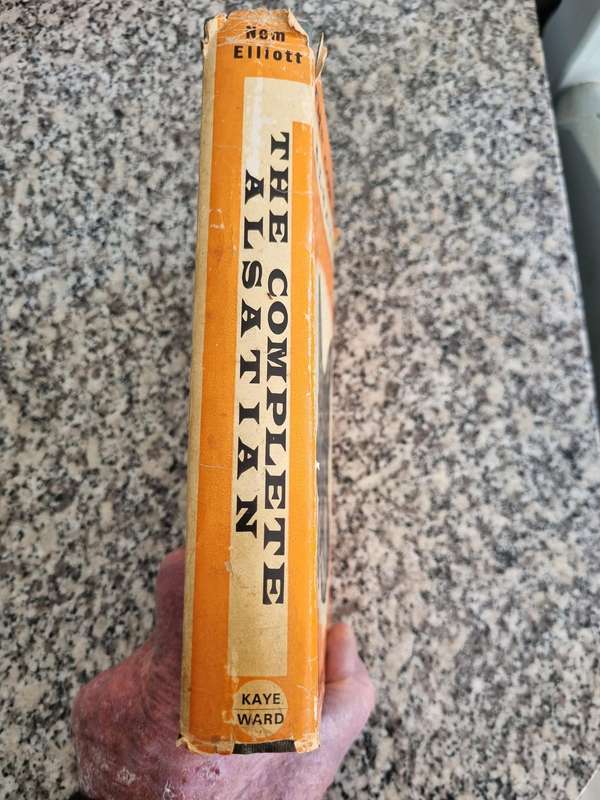 Nem
Elliott
THE COMPLETE
ALSATIAN
KAYE
WARD